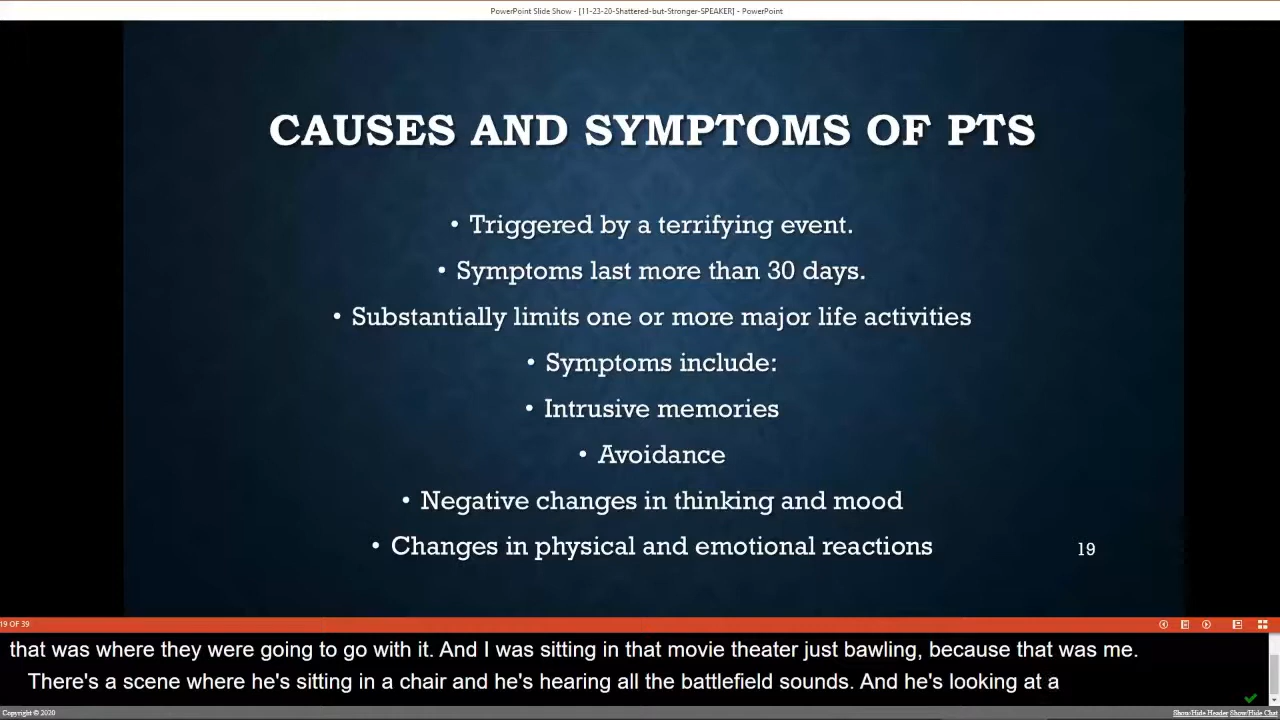 PowerPoint Slide Show - [11-23-20-Shattered-but-Stronger-SPEAKER] - PowerPoint
CAUSES AND SYMPTOMS OF PTS
• Triggered by a terrifying event.
• Symptoms last more than 30 days.
• Substantially limits one or more major life activities
• Symptoms include:
• Intrusive memories
• Avoidance
• Negative changes in thinking and mood
• Changes in physical and emotional reactions
19
19 OF 39
that was where they were going to go with it. And I was sitting in that movie theater just bawling, because that was me.
There's a scene where he's sitting in a chair and he's hearing all the battlefield sounds. And he's looking at a
Copyright © 2020
Show/Hide Header Show/Hide Chat